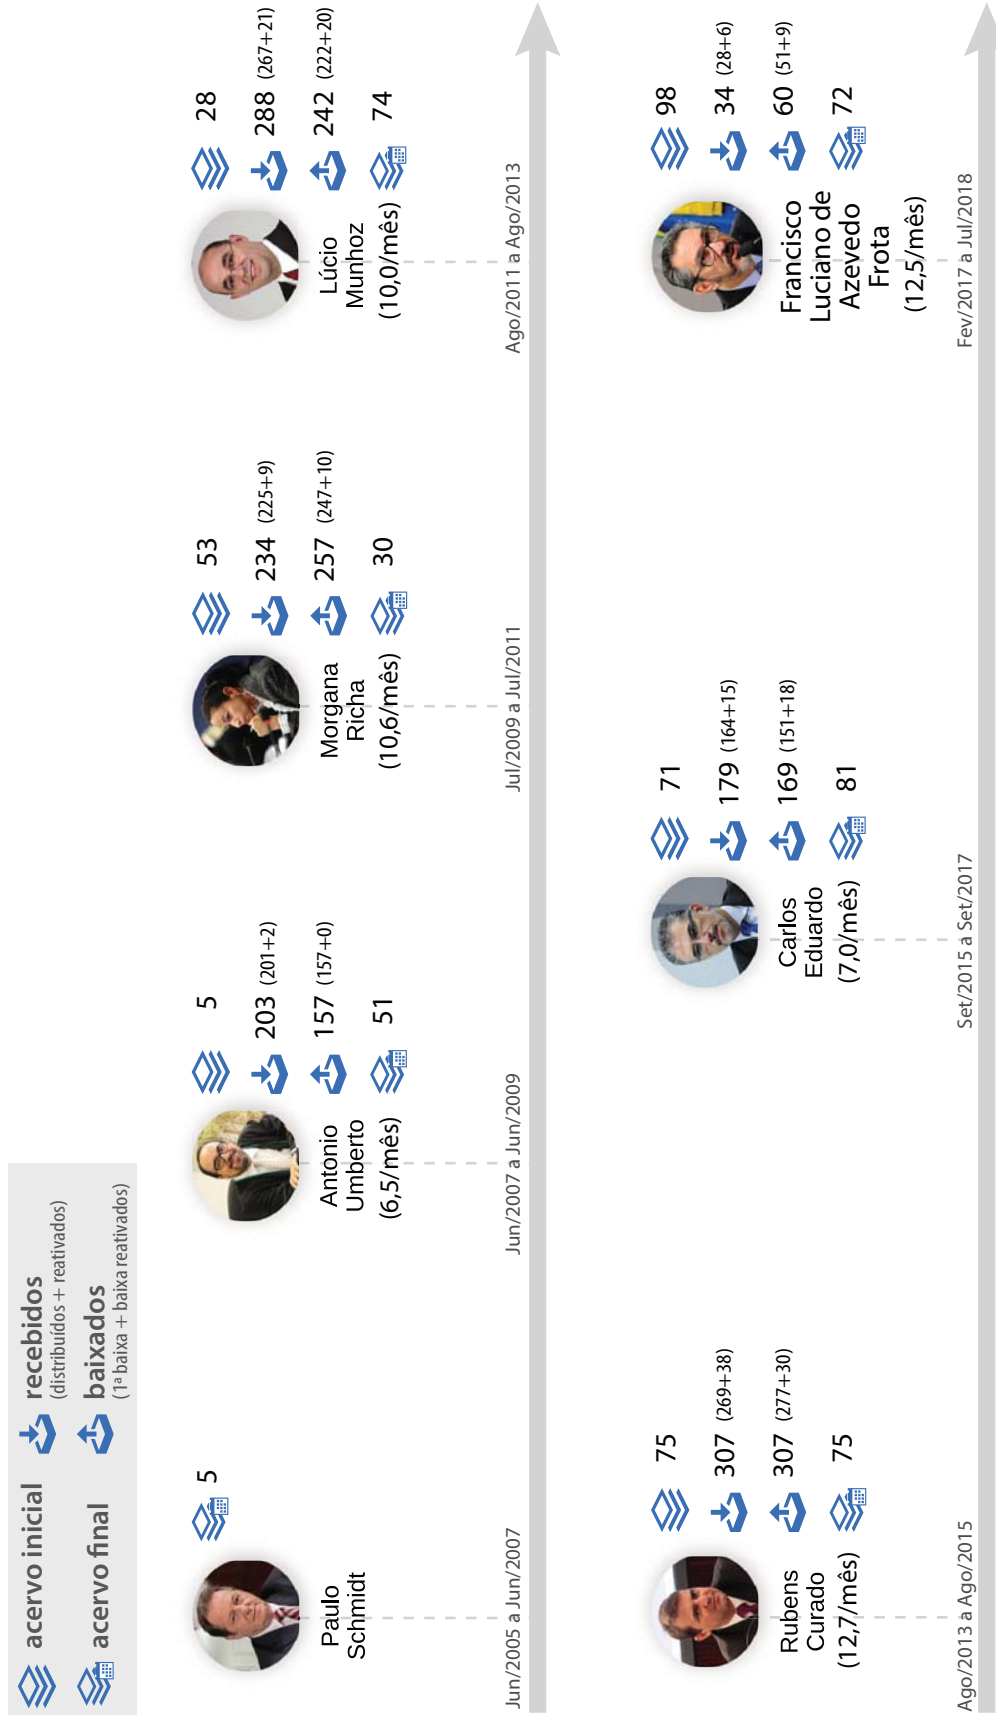 acervo inicial
recebidos
(distribuídos + reativados)
acervo final
baixados
(1ª baixa + baixa reativados)
Paulo
Schmidt
5
Jun/2005 a Jun/2007
Antonio
Umberto
(6,5/mês)
5
203 (201+2)
157 (157+0)
51
Jun/2007 a Jun/2009
Morgana
Richa
(10,6/mês)
53
234 (225+9)
257 (247+10)
30
Jul/2009 a Jul/2011
Lúcio
Munhoz
(10,0/mês)
28
288 (267+21)
242 (222+20)
74
Ago/2011 a Ago/2013
Rubens
Curado
(12,7/mês)
75
307 (269+38)
307 (277+30)
75
Ago/2013 à Ago/2015
Carlos
Eduardo
(7,0/mês)
71
179 (164+15)
169 (151+18)
81
Set/2015 à Set/2017
Francisco
Luciano de
Azevedo
Frota
(12,5/mês)
98
34 (28+6)
60 (51+9)
72
Fev/2017 à Jul/2018